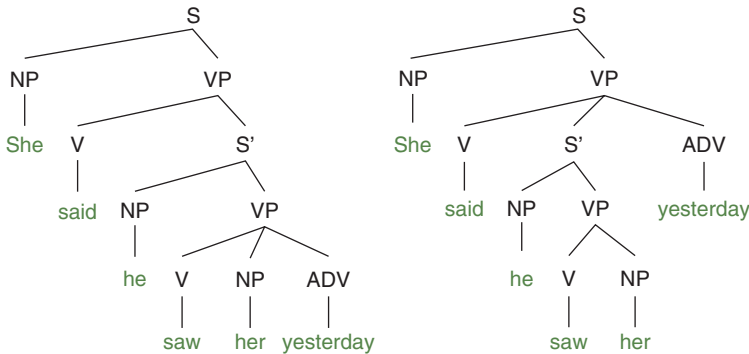 S S
NP VP NP VP
She V S' She V S' ADV
said NP VP said NP VP yesterday
he V NP ADV he V NP
saw her yesterday saw her